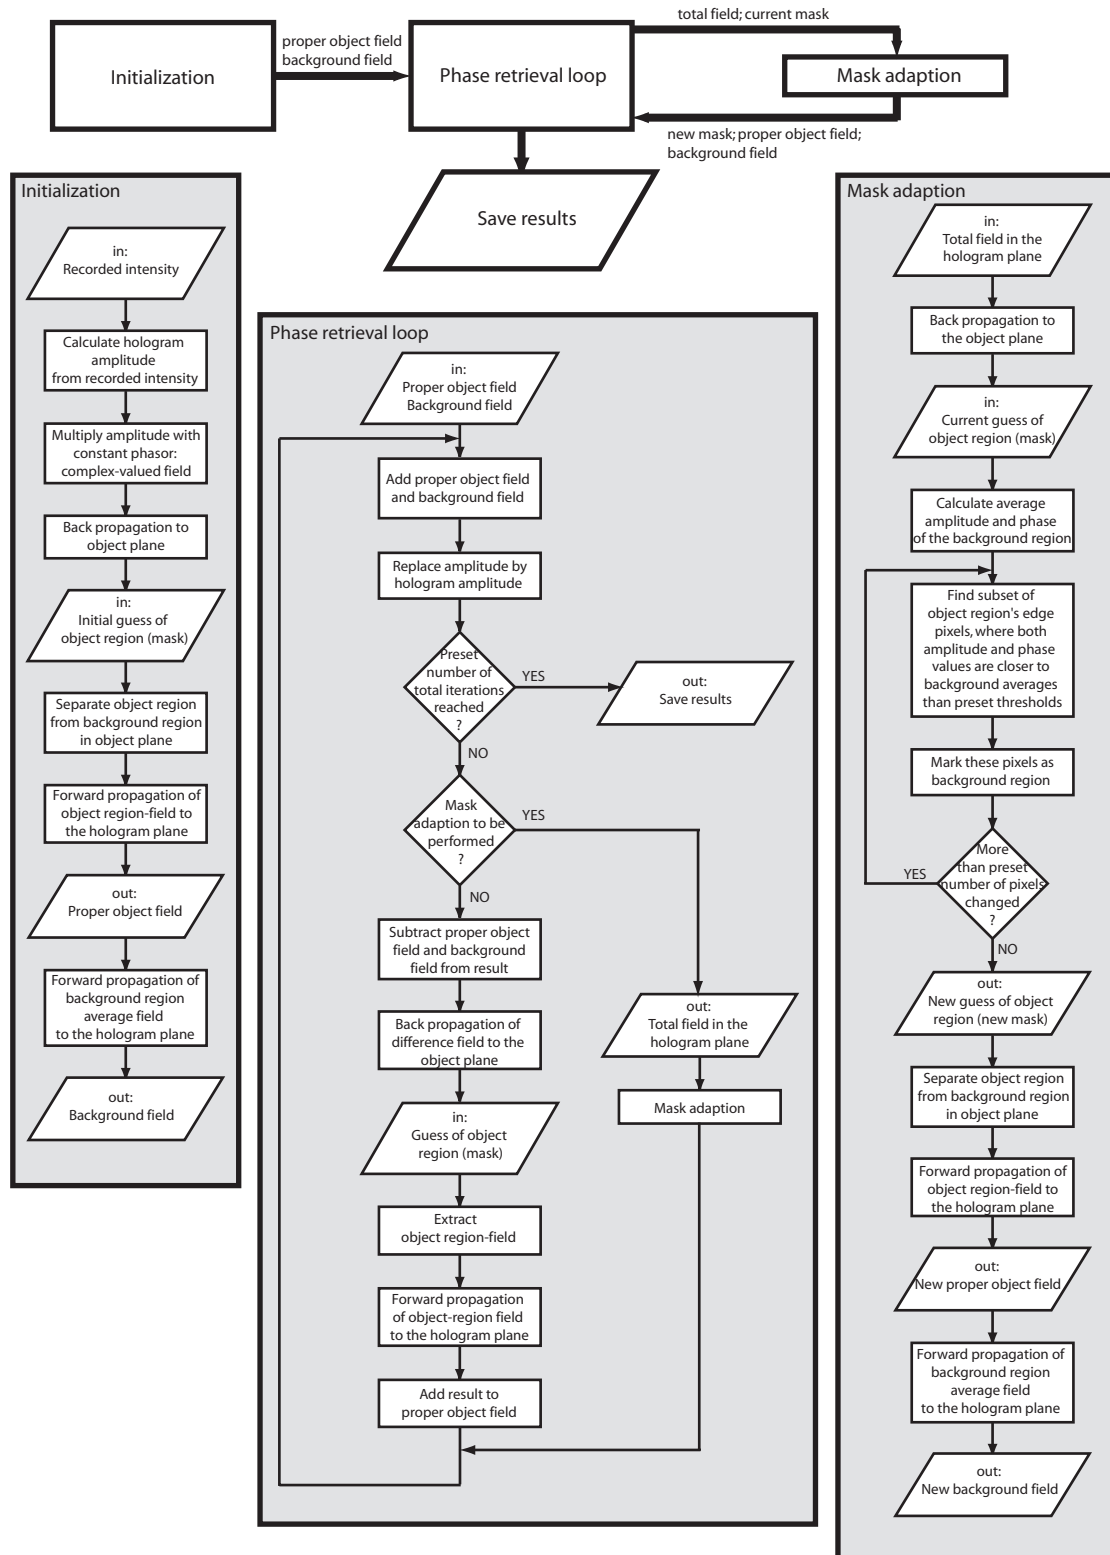 Initialization
proper object field
background field
Phase retrieval loop
total field; current mask
Mask adaption
new mask; proper object field;
background field
Save results
Initialization
in:
Recorded intensity
Calculate hologram
amplitude
from recorded intensity
Multiply amplitude with
constant phasor:
complex-valued field
Back propagation to
object plane
in:
Initial guess of
object region (mask)
Separate object region
from background region
in object plane
Forward propagation of
object region-field to
the hologram plane
out:
Proper object field
Forward propagation of
background region
average field
to the hologram plane
out:
Background field
Phase retrieval loop
in:
Proper object field
Background field
Add proper object field
and background field
Replace amplitude by
hologram amplitude
Preset
number of
total iterations
reached
?
YES
out:
Save results
NO
Mask
adaption to be
performed
?
YES
NO
Subtract proper object
field and background
field from result
Back propagation of
difference field to the
object plane
in:
Guess of object
region (mask)
Extract
object region-field
Forward propagation
of object-region field
to the hologram plane
Add result to
proper object field
out:
Total field in the
hologram plane
Mask adaption
Mask adaption
in:
Total field in the
hologram plane
Back propagation to
the object plane
in:
Current guess of
object region (mask)
Calculate average
amplitude and phase
of the background region
Find subset of
object region's edge
pixels, where both
amplitude and phase
values are closer to
background averages
than preset thresholds
Mark these pixels as
background region
More
than preset
number of pixels
changed
?
YES
NO
out:
New guess of object
region (new mask)
Separate object region
from background region
in object plane
Forward propagation of
object region-field to
the hologram plane
out:
New proper object field
Forward propagation of
background region
average field
to the hologram plane
out:
New background field